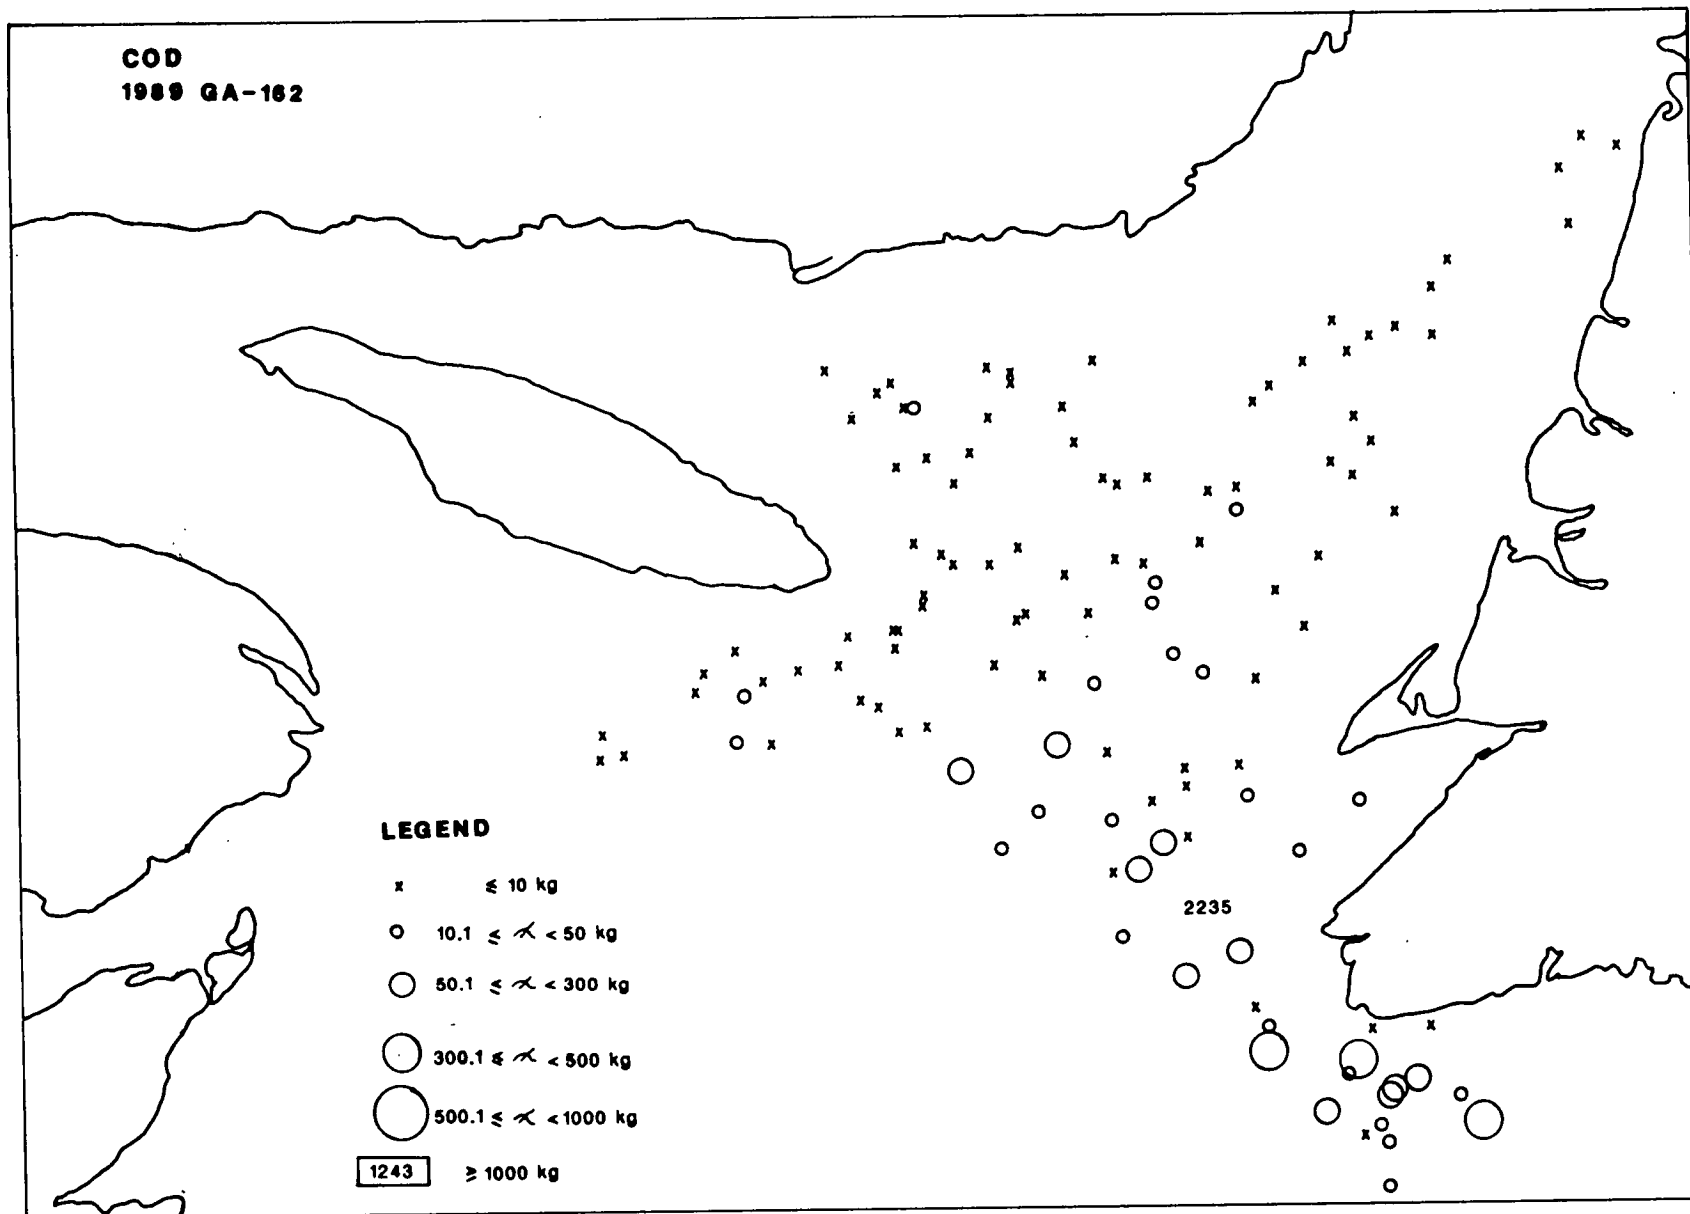 COD
1989 GA-162
2235
LEGEND
x ≤ 10 kg
10.1 ≤ x < 50 kg
50.1 ≤ x < 300 kg
300.1 ≤ x < 500 kg
500.1 ≤ x < 1000 kg
1243 ≥ 1000 kg